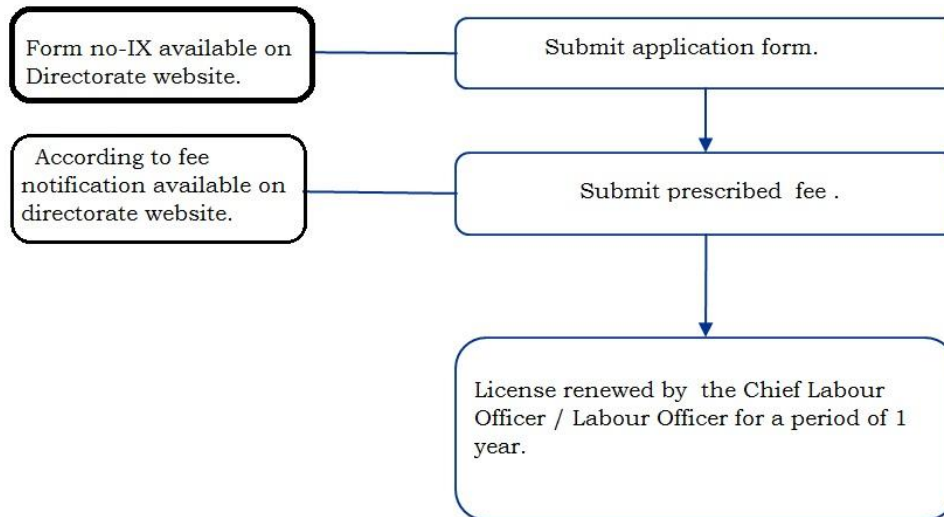 Form no-IX available on
Directorate website.
Submit application form.
According to fee
notification available on
directorate website.
Submit prescribed fee .
License renewed by the Chief Labour
Officer / Labour Officer for a period of 1
year.